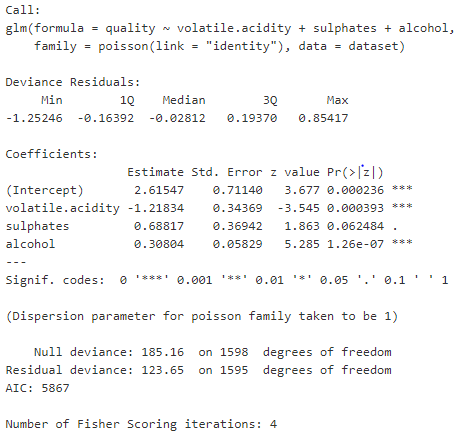 Call:
glm(formula = quality ~ volatile.acidity + sulphates + alcohol,
    family = poisson(link = "identity"), data = dataset)

Deviance Residuals:
     Min       1Q   Median       3Q      Max
-1.25246  -0.16392  -0.02812   0.19370   0.85417

Coefficients:
                 Estimate Std. Error z value Pr(>|z|)
(Intercept)       2.61547    0.71140   3.677 0.000236 ***
volatile.acidity -1.21834    0.34369  -3.545 0.000393 ***
sulphates         0.68817    0.36942   1.863 0.062484 .
alcohol           0.30804    0.05829   5.285 1.26e-07 ***
---
Signif. codes:  0 '***' 0.001 '**' 0.01 '*' 0.05 '.' 0.1 ' ' 1

(Dispersion parameter for poisson family taken to be 1)

    Null deviance: 185.16  on 1598  degrees of freedom
Residual deviance: 123.65  on 1595  degrees of freedom
AIC: 5867

Number of Fisher Scoring iterations: 4